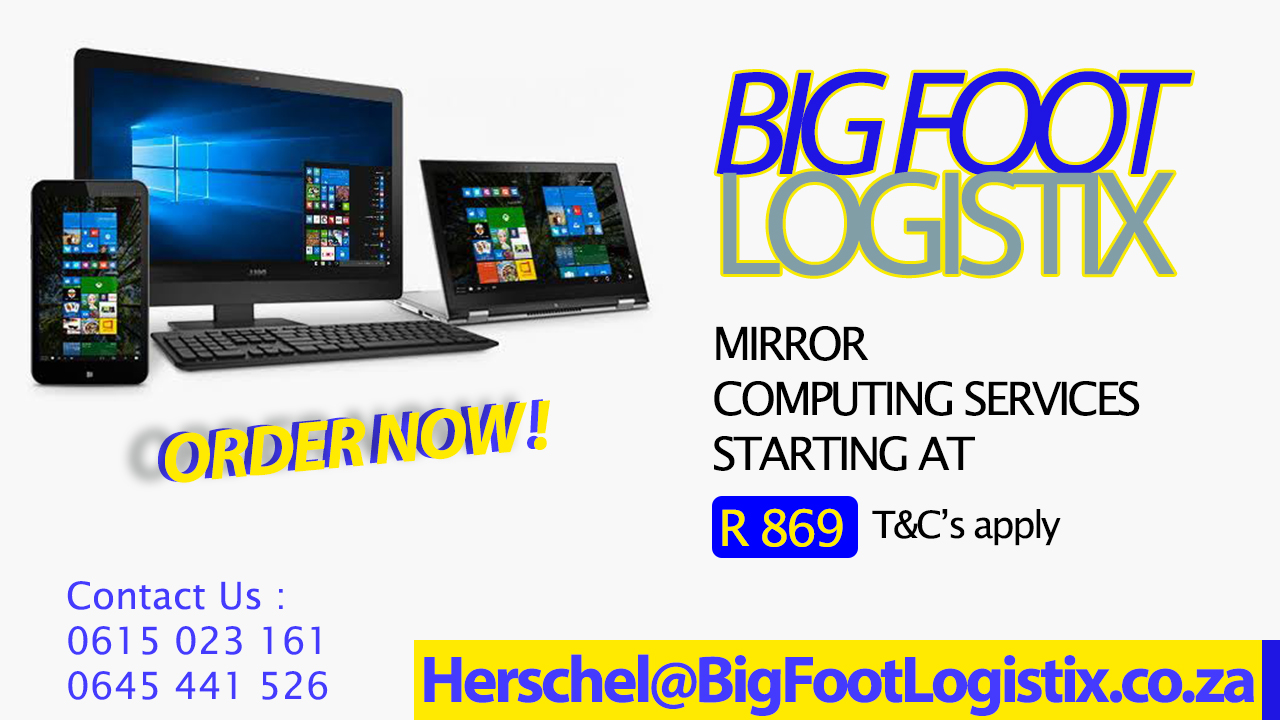 BIG FOOT
LOGISTIX
MIRROR
COMPUTING SERVICES
STARTING AT
R 869 T&C’s apply
ORDER NOW !
Contact Us :
0615 023 161
0645 441 526
Herschel@BigFootLogistix.co.za